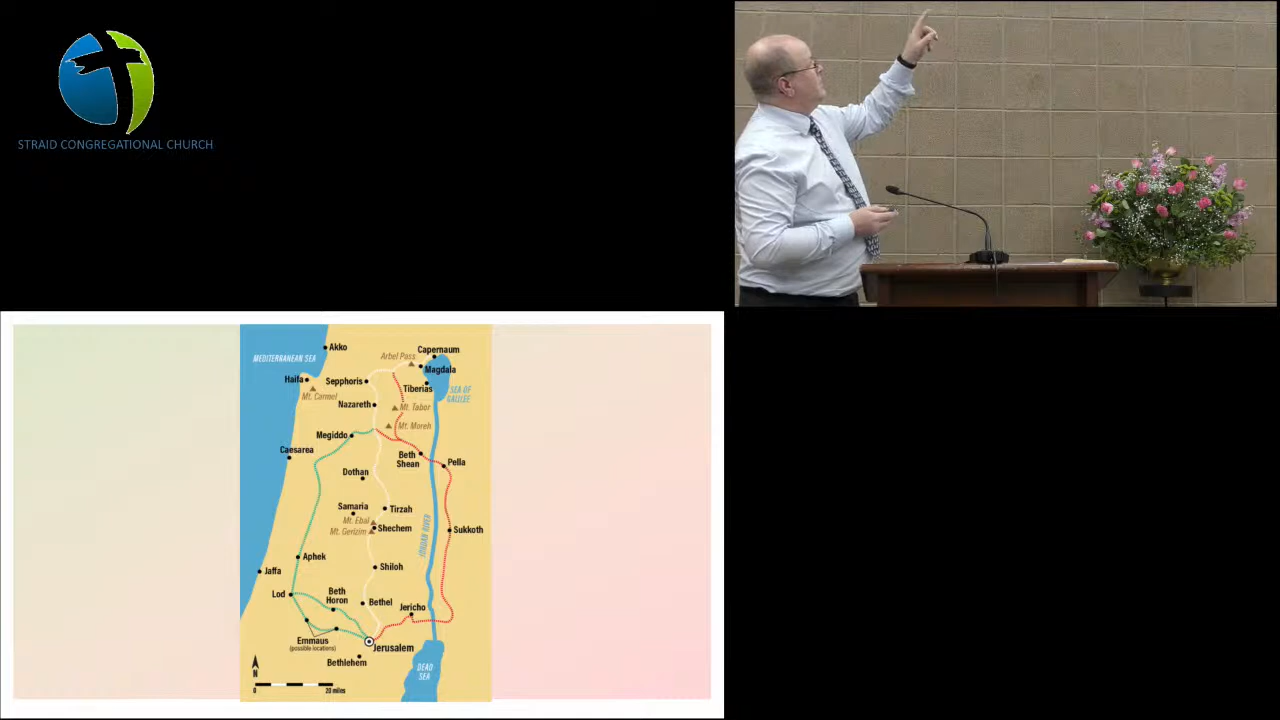 STRAID CONGREGATIONAL CHURCH
Akko
MEDITERRANEAN SEA
Arbel Pass
Capernaum
Magdala
Haifa
Sepphoris
Tiberias
SEA OF
GALILEE
Mt. Carmel
Nazareth
Mt. Tabor
Mt. Moreh
Megiddo
Caesarea
Beth
Shean
Pella
Dothan
Samaria
Tirzah
Mt. Ebal
Shechem
Mt. Gerizim
Sukkoth
JORDAN RIVER
Aphek
Jaffa
Shiloh
Lod
Beth
Horon
Bethel
Jericho
Emmaus
(possible locations)
Jerusalem
Bethlehem
DEAD
SEA
N
0 20 miles